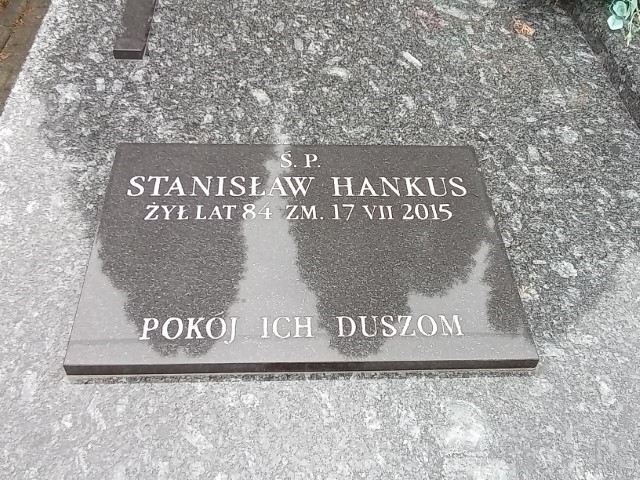 Ś. P.
STANISŁAW HANKUS
ŻYŁ LAT 84 ZM. 17 VII 2015
POKÓJ ICH DUSZOM